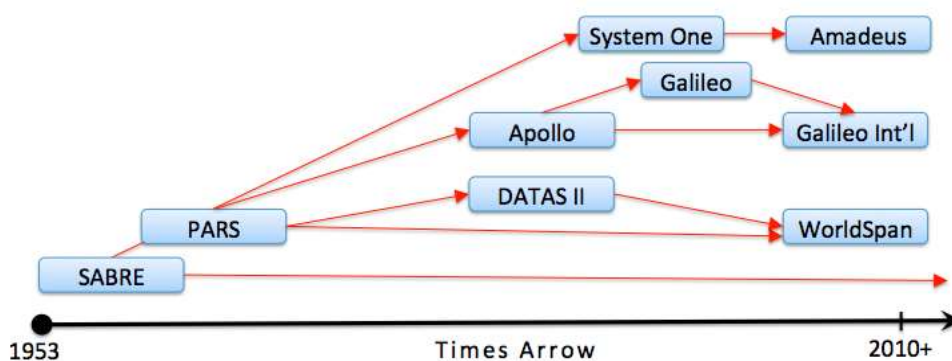 System One
Amadeus
Galileo
Apollo
Galileo Int'l
DATAS II
PARS
WorldSpan
SABRE
1953
Times Arrow
2010+